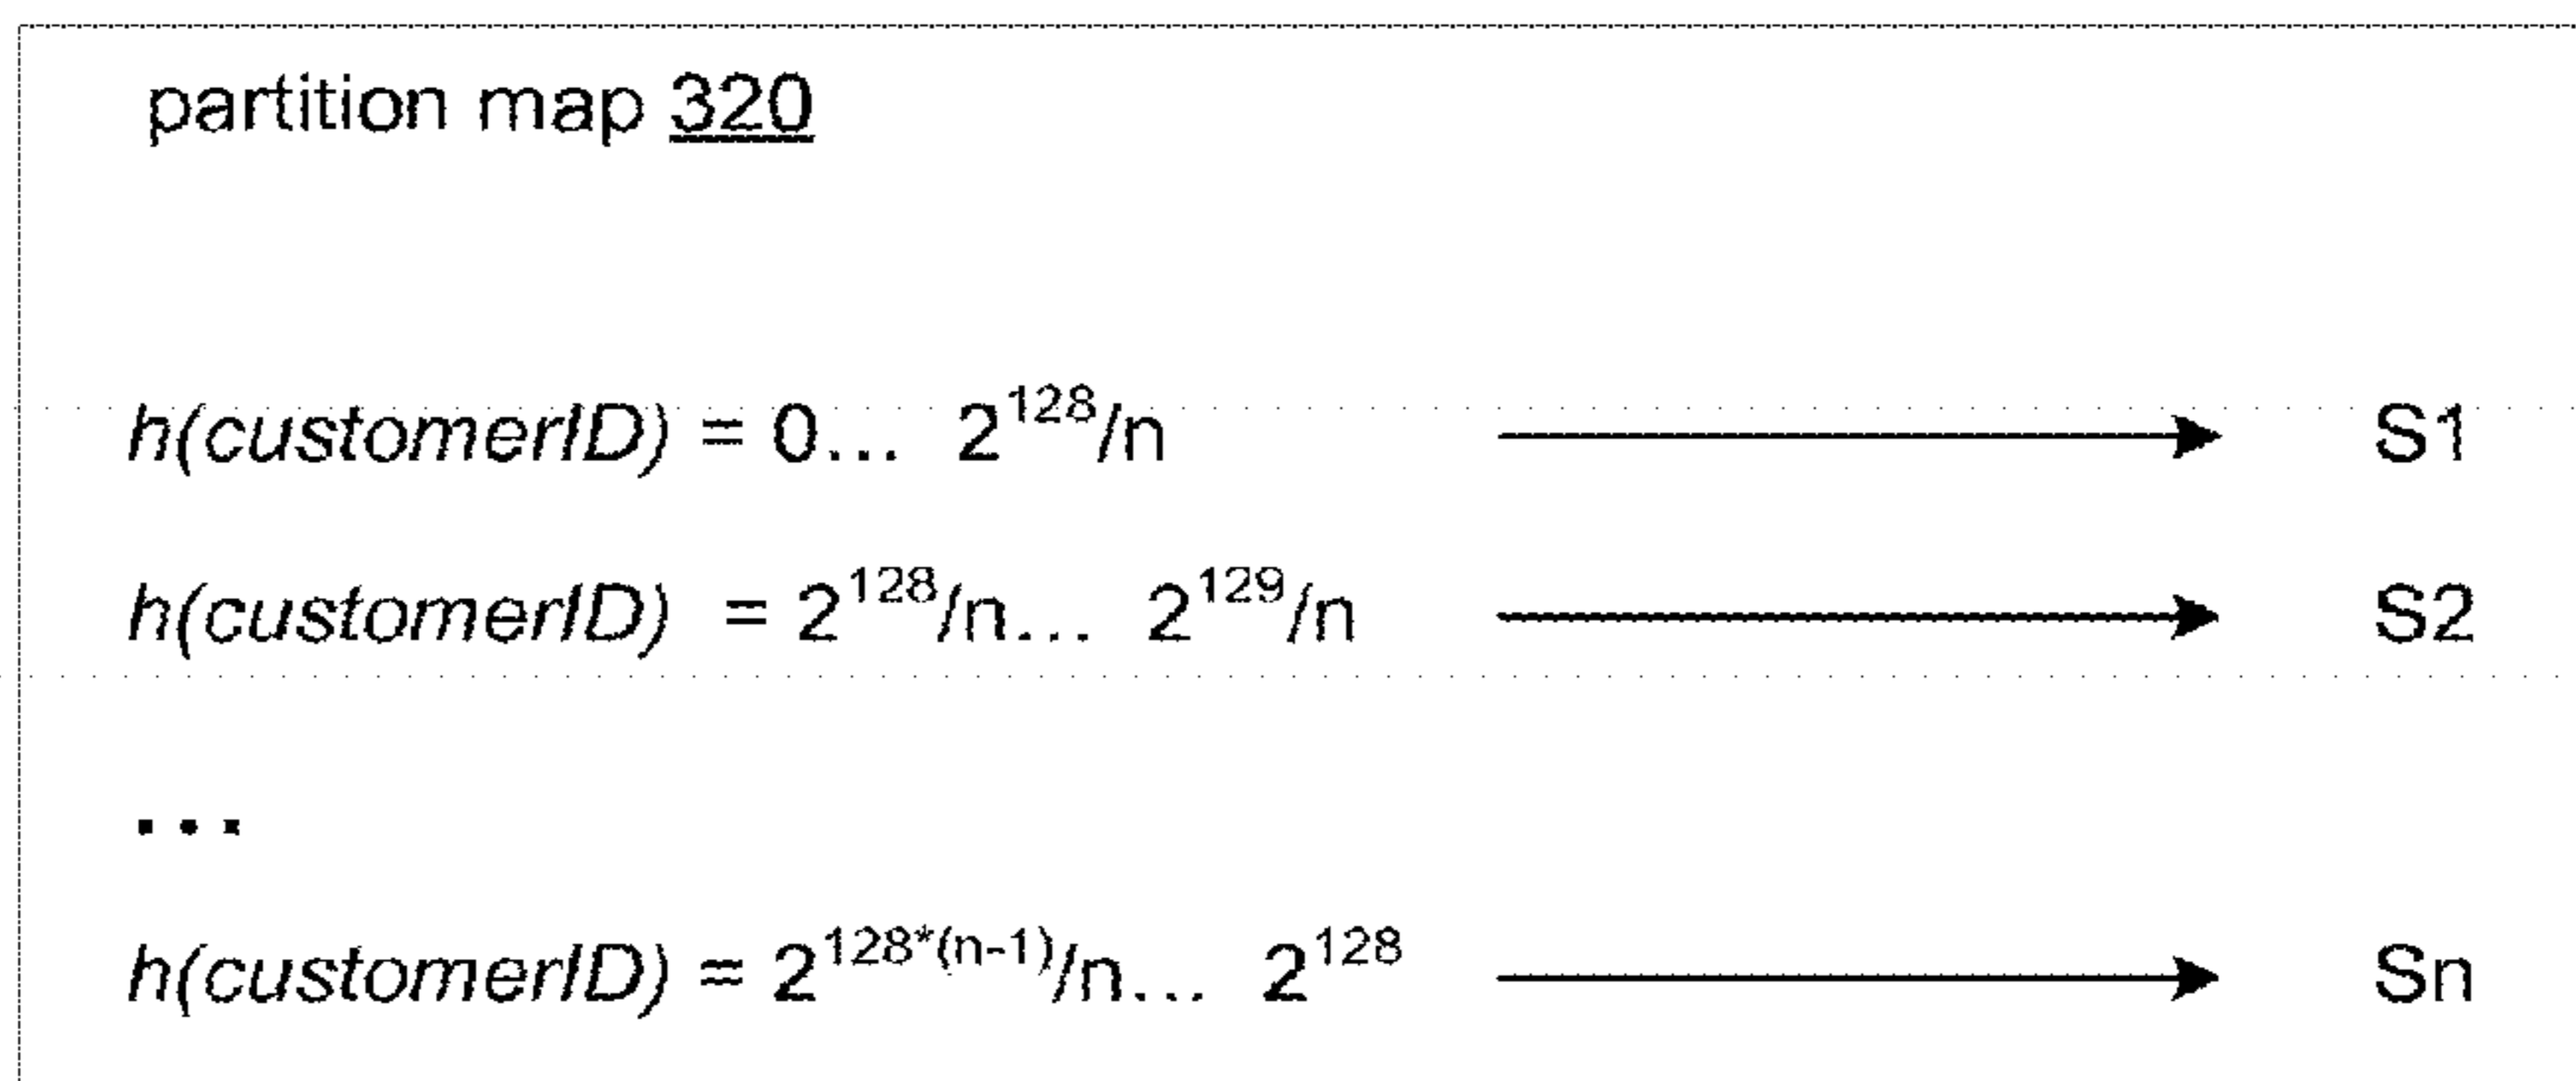 partition map 320
h(customerID) = 0... 2^128/n S1
h(customerID) = 2^128/n... 2^129/n S2
...
h(customerID) = 2^128*(n-1)/n... 2^128 Sn